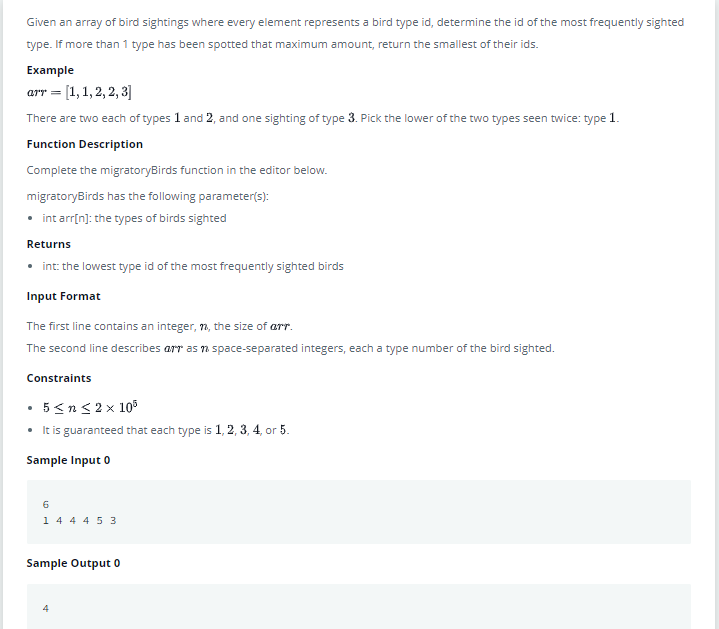 Given an array of bird sightings where every element represents a bird type id, determine the id of the most frequently sighted
type. If more than 1 type has been spotted that maximum amount, return the smallest of their ids.
Example
arr = [1, 1, 2, 2, 3]
There are two each of types 1 and 2, and one sighting of type 3. Pick the lower of the two types seen twice: type 1.
Function Description
Complete the migratoryBirds function in the editor below.
migratoryBirds has the following parameter(s):
• int arr[n]: the types of birds sighted
Returns
• int: the lowest type id of the most frequently sighted birds
Input Format
The first line contains an integer, n, the size of arr.
The second line describes arr as n space-separated integers, each a type number of the bird sighted.
Constraints
• 5 ≤ n ≤ 2 × 10⁵
• It is guaranteed that each type is 1, 2, 3, 4, or 5.
Sample Input 0
6
1 4 4 4 5 3
Sample Output 0
4